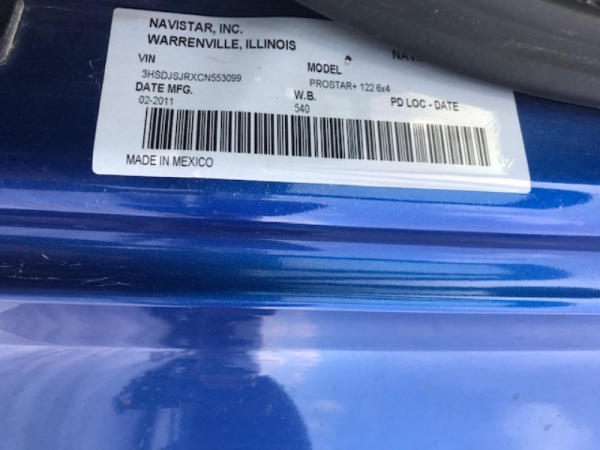 NAVISTAR, INC.
WARRENVILLE, ILLINOIS
VIN
3HSDJSJRXCN553099
MODEL
PROSTAR+ 122 6x4
DATE MFG.
02-2011
W.B.
540
PD LOC - DATE
MADE IN MEXICO